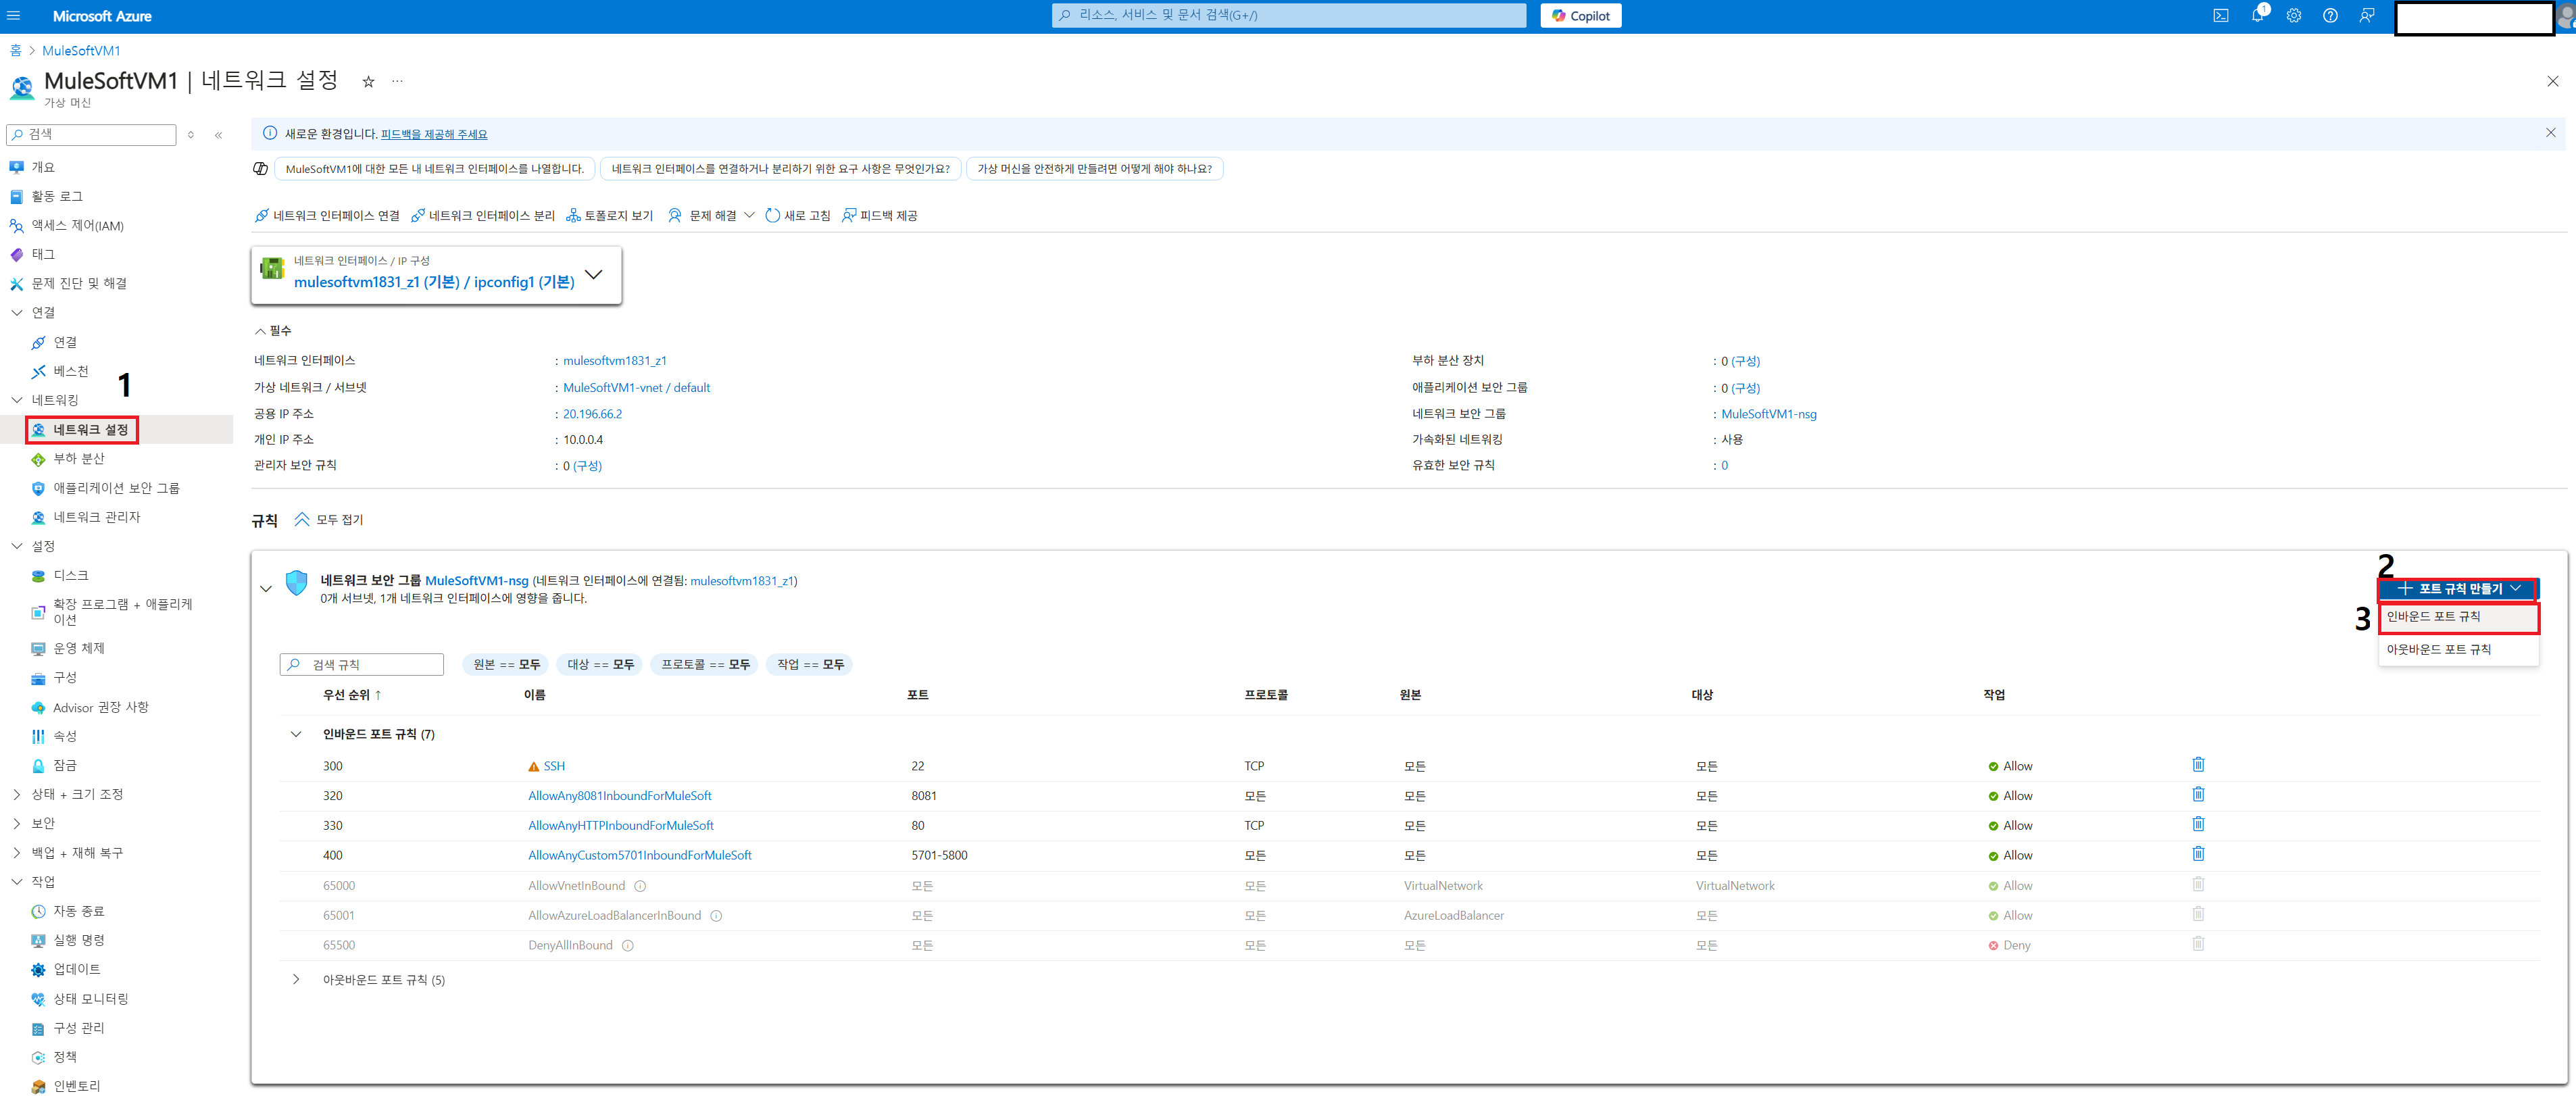 Microsoft Azure
리소스, 서비스 및 문서 검색(G+/)
Copilot
1
홈 > MuleSoftVM1
MuleSoftVM1 | 네트워크 설정
가상 머신
검색
개요
활동 로그
액세스 제어(IAM)
태그
문제 진단 및 해결
연결
연결
베스천
1
네트워킹
네트워크 설정
부하 분산
애플리케이션 보안 그룹
네트워크 관리자
설정
디스크
확장 프로그램 + 애플리케
이션
운영 체제
구성
Advisor 권장 사항
속성
잠금
상태 + 크기 조정
보안
백업 + 재해 복구
작업
자동 종료
실행 명령
업데이트
상태 모니터링
구성 관리
정책
인벤토리
새로운 환경입니다. 피드백을 제공해 주세요
MuleSoftVM1에 대한 모든 내 네트워크 인터페이스를 나열합니다.
네트워크 인터페이스를 연결하거나 분리하기 위한 요구 사항은 무엇인가요?
가상 머신을 안전하게 만들려면 어떻게 해야 하나요?
네트워크 인터페이스 연결 네트워크 인터페이스 분리 토폴로지 보기 문제 해결 새로 고침 피드백 제공
네트워크 인터페이스 / IP 구성
mulesoftvm1831_z1 (기본) / ipconfig1 (기본)
필수
네트워크 인터페이스 : mulesoftvm1831_z1
가상 네트워크 / 서브넷 : MuleSoftVM1-vnet / default
공용 IP 주소 : 20.196.66.2
개인 IP 주소 : 10.0.0.4
관리자 보안 규칙 : 0 (구성)
부하 분산 장치 : 0 (구성)
애플리케이션 보안 그룹 : 0 (구성)
네트워크 보안 그룹 : MuleSoftVM1-nsg
가속화된 네트워킹 : 사용
유효한 보안 규칙 : 0
규칙 모두 접기
네트워크 보안 그룹 MuleSoftVM1-nsg (네트워크 인터페이스에 연결됨: mulesoftvm1831_z1)
0개 서브넷, 1개 네트워크 인터페이스에 영향을 줍니다.
2
포트 규칙 만들기
3
인바운드 포트 규칙
아웃바운드 포트 규칙
검색 규칙 원본 == 모두 대상 == 모두 프로토콜 == 모두 작업 == 모두
우선 순위 ↑ 이름 포트 프로토콜 원본 대상 작업
인바운드 포트 규칙 (7)
300 SSH 22 TCP 모든 모든 Allow
320 AllowAny8081InboundForMuleSoft 8081 모든 모든 모든 Allow
330 AllowAnyHTTPInboundForMuleSoft 80 TCP 모든 모든 Allow
400 AllowAnyCustom5701InboundForMuleSoft 5701-5800 모든 모든 모든 Allow
65000 AllowVnetInBound 모든 모든 VirtualNetwork VirtualNetwork Allow
65001 AllowAzureLoadBalancerInBound 모든 모든 AzureLoadBalancer 모든 Allow
65500 DenyAllInBound 모든 모든 모든 모든 Deny
아웃바운드 포트 규칙 (5)